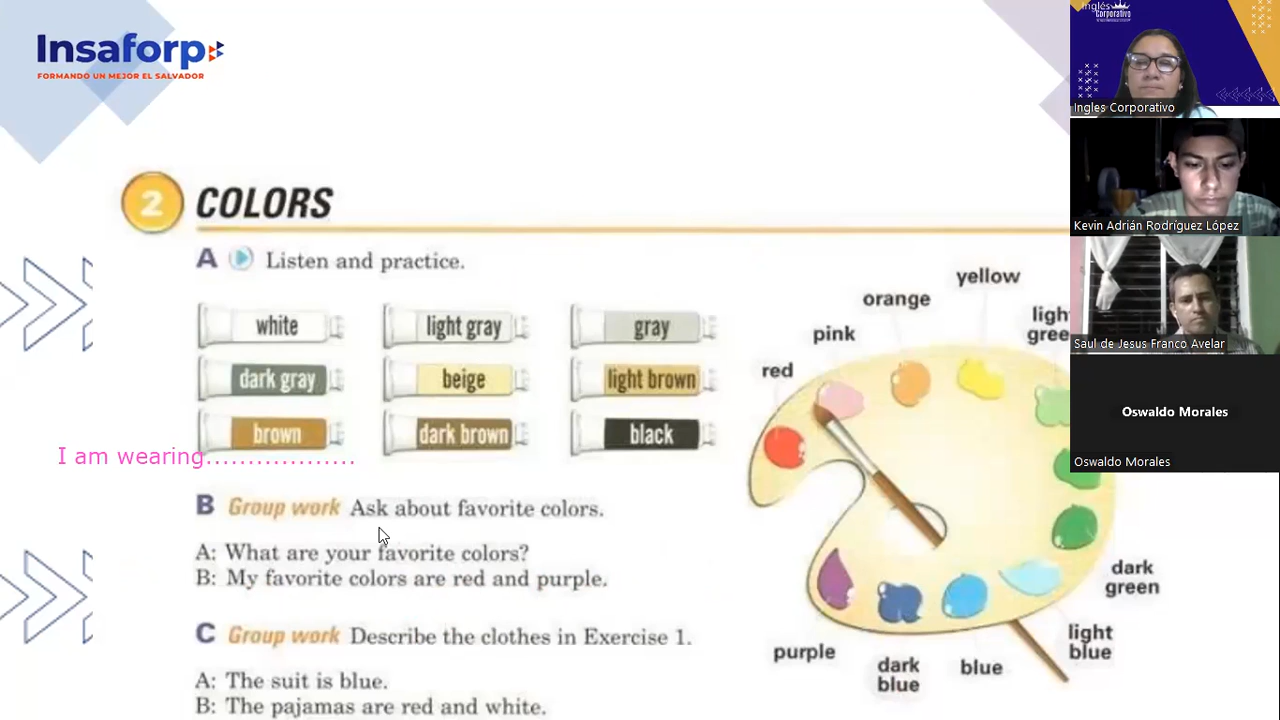 Insaforp
FORMANDO UN MEJOR EL SALVADOR
2 COLORS
A Listen and practice.
white light gray gray
dark gray beige light brown
brown dark brown black
I am wearing..................
B Group work Ask about favorite colors.
A: What are your favorite colors?
B: My favorite colors are red and purple.
C Group work Describe the clothes in Exercise 1.
A: The suit is blue.
B: The pajamas are red and white.
yellow
orange
pink
red
dark
green
light
blue
blue
dark
blue
purple
Inglés
corporativo
Ingles Corporativo
Kevin Adrián Rodríguez López
Saul de Jesus Franco Avelar
Oswaldo Morales
Oswaldo Morales